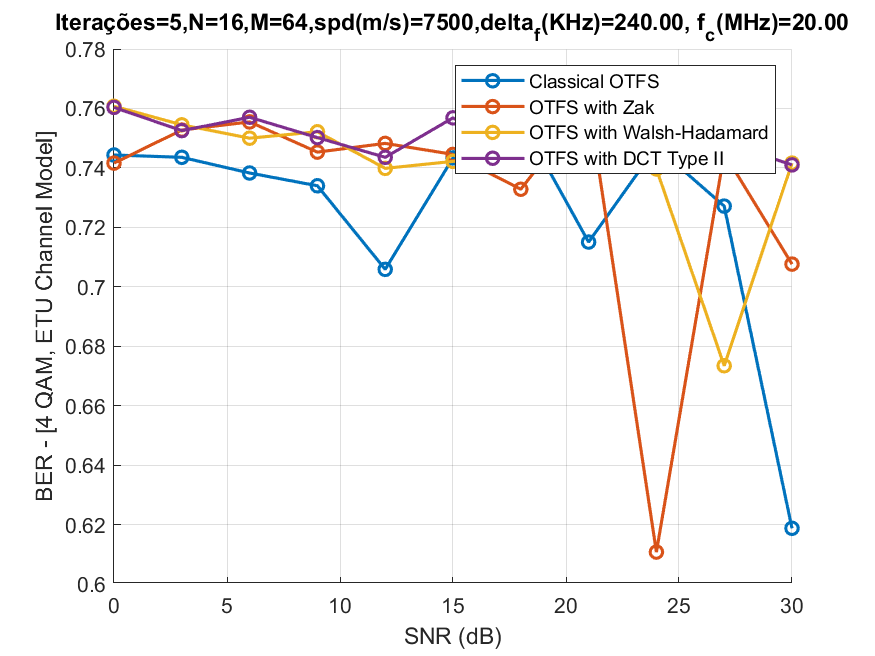 Iterações=5,N=16,M=64,spd(m/s)=7500,delta_f(KHz)=240.00, f_c(MHz)=20.00
0.78
0.76
0.74
0.72
0.7
0.68
0.66
0.64
0.62
0.6
BER - [4 QAM, ETU Channel Model]
Classical OTFS
OTFS with Zak
OTFS with Walsh-Hadamard
OTFS with DCT Type II
0 5 10 15 20 25 30
SNR (dB)